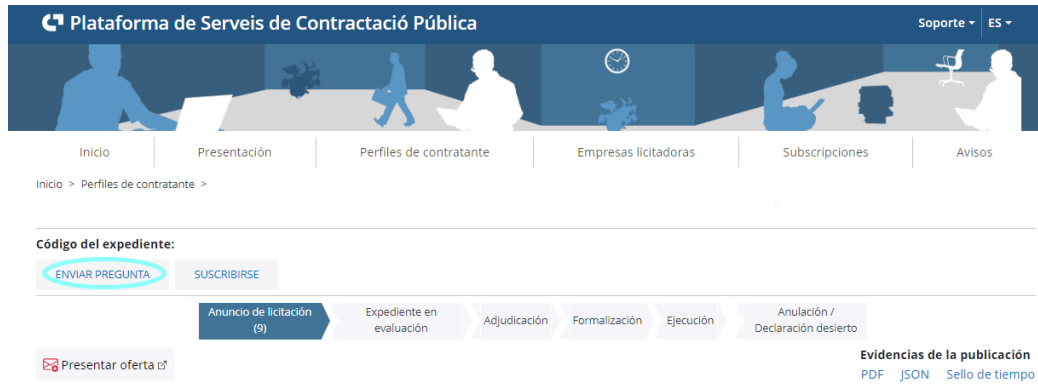 Plataforma de Serveis de Contractació Pública
Soporte ES
Inicio Presentación Perfiles de contratante Empresas licitadoras Subscripciones Avisos
Inicio > Perfiles de contratante >
Código del expediente:
ENVIAR PREGUNTA SUSCRIBIRSE
Anuncio de licitación
(9)
Expediente en
evaluación
Adjudicación
Formalización
Ejecución
Anulación /
Declaración desierto
Presentar oferta
Evidencias de la publicación
PDF JSON Sello de tiempo